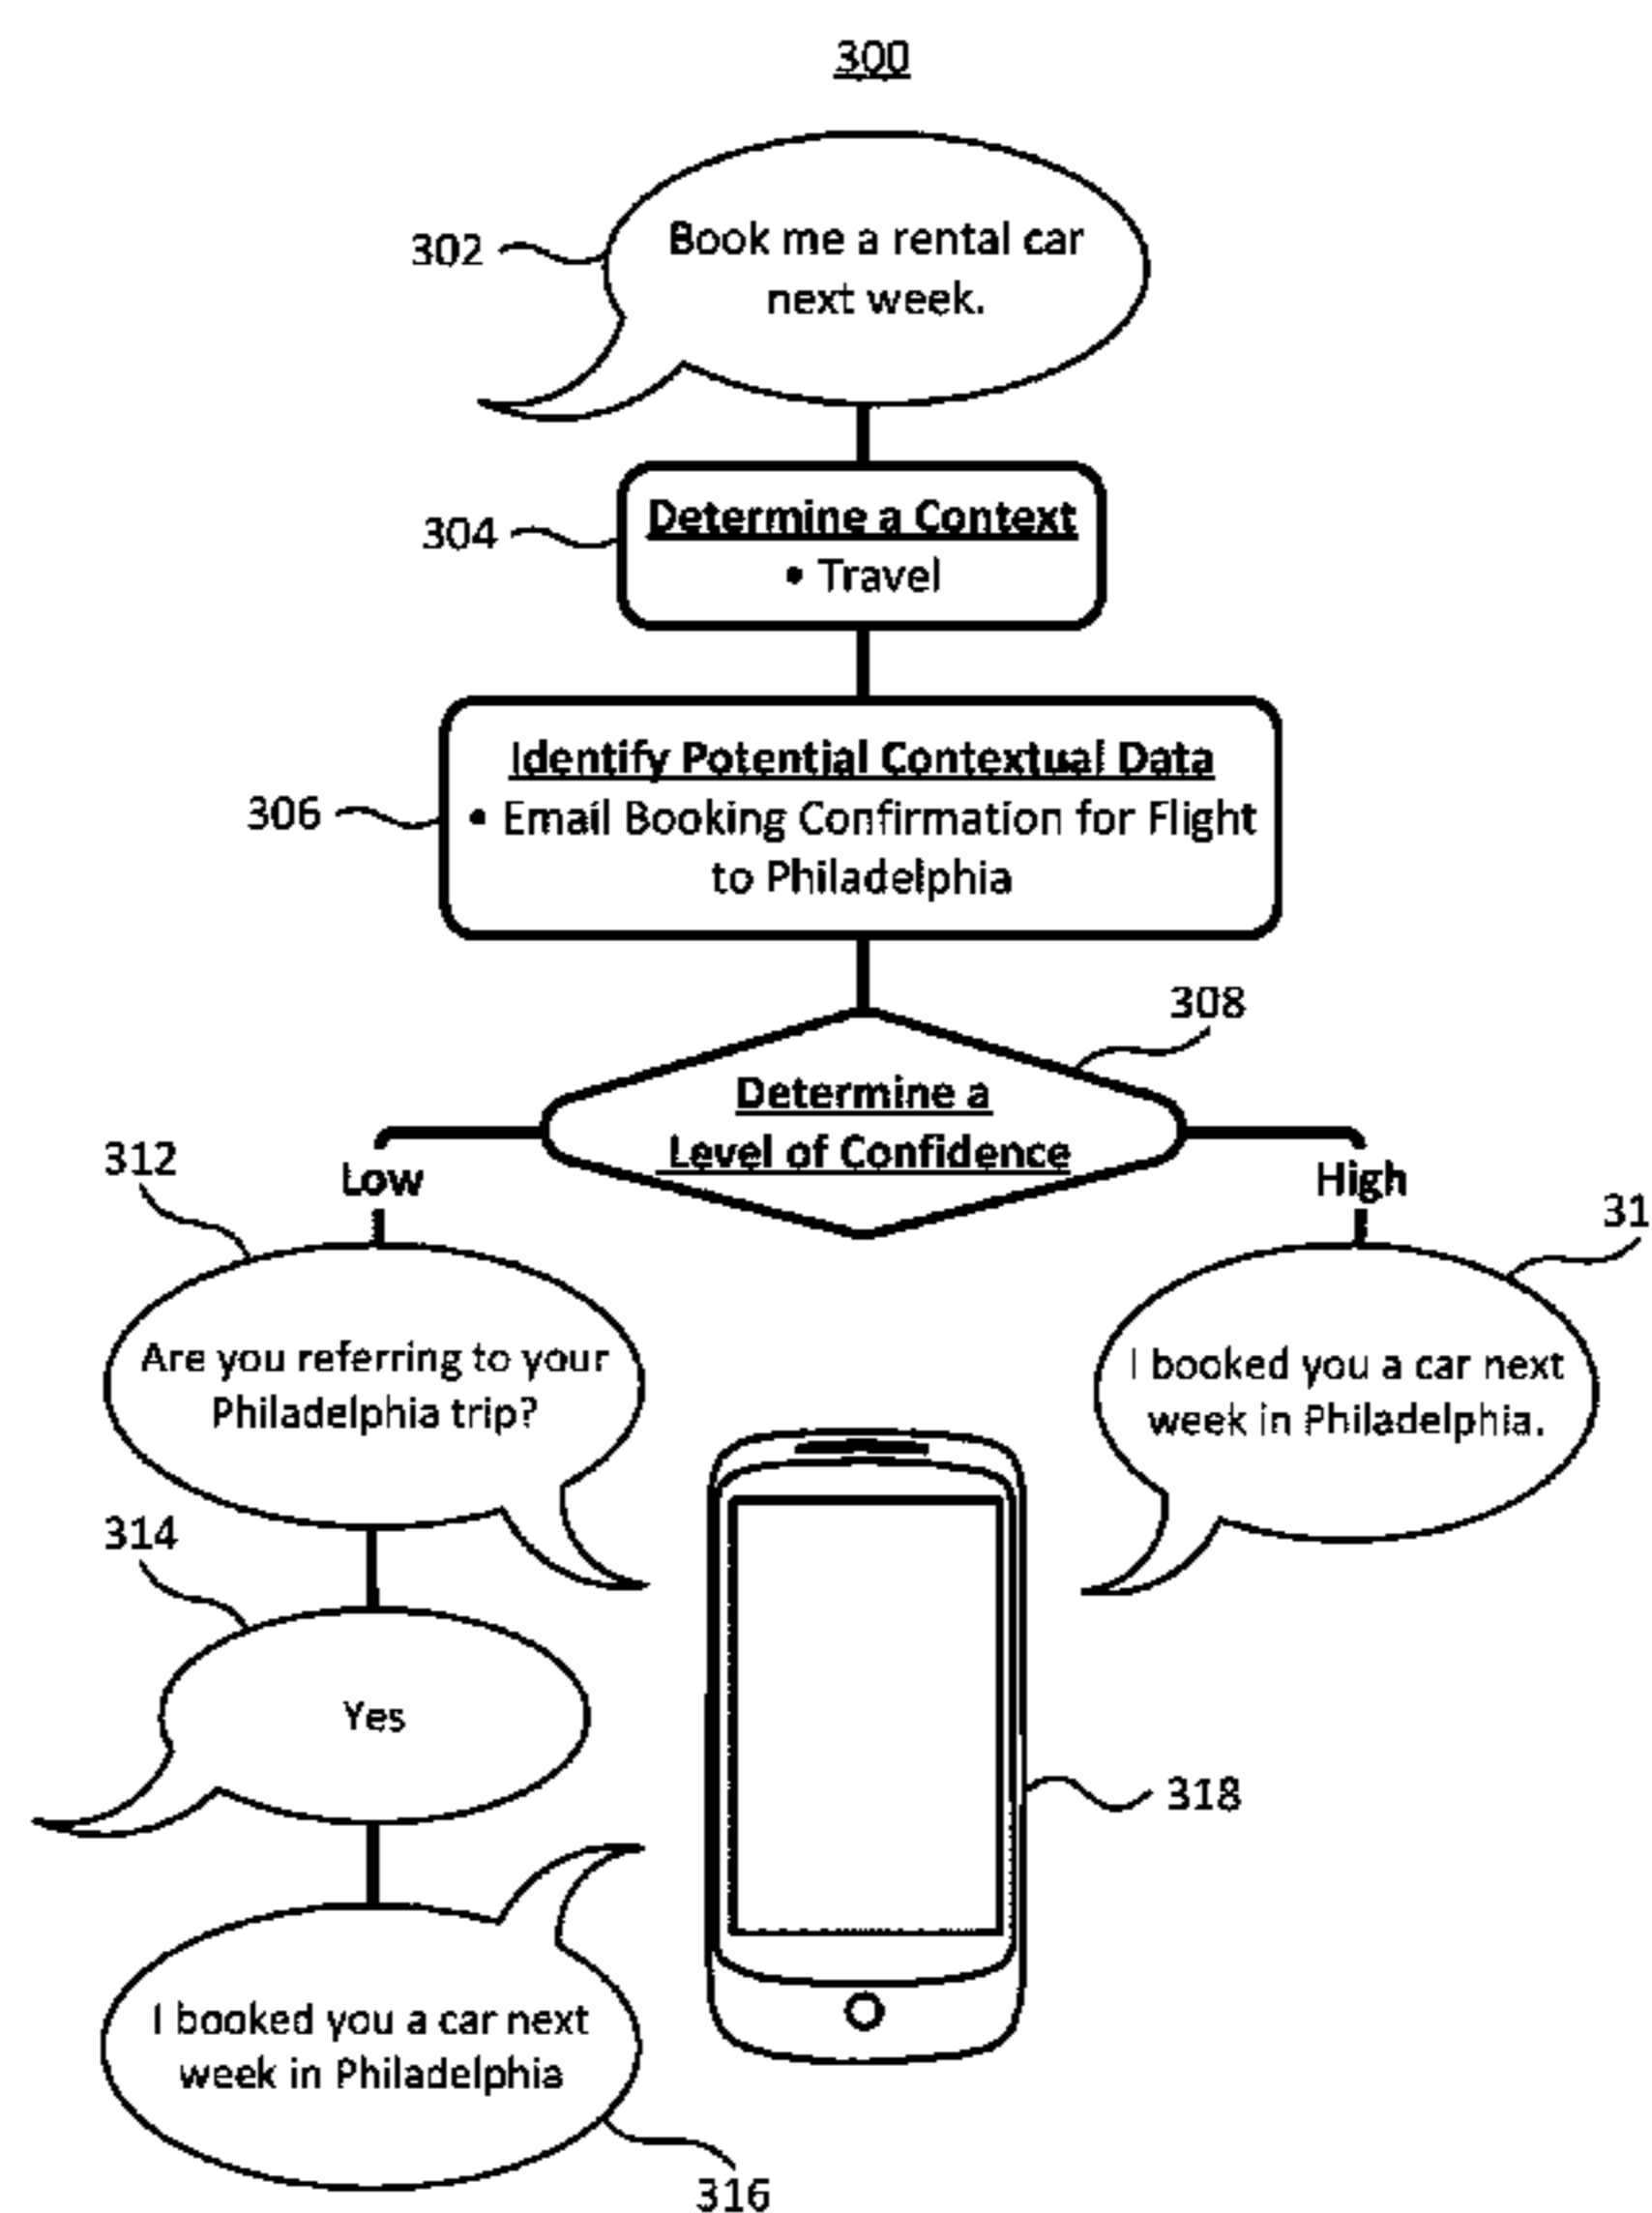 300
302
Book me a rental car
next week.
304
Determine a Context
• Travel
306
Identify Potential Contextual Data
• Email Booking Confirmation for Flight
to Philadelphia
308
Determine a
Level of Confidence
312
Low
High
31
Are you referring to your
Philadelphia trip?
I booked you a car next
week in Philadelphia.
314
Yes
318
I booked you a car next
week in Philadelphia
316